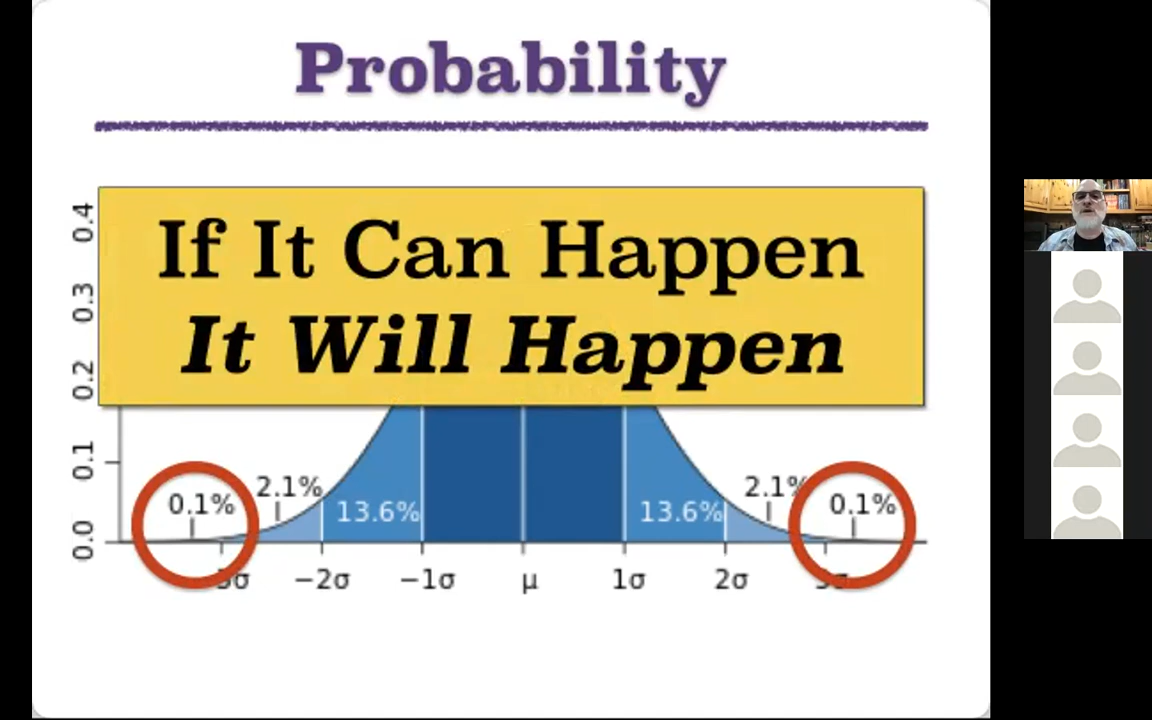 Probability
0.4
If It Can Happen
It Will Happen
0.3
0.2
0.1
0.0
0.1%
2.1%
13.6%
13.6%
2.1%
0.1%
−2σ
−1σ
μ
1σ
2σ